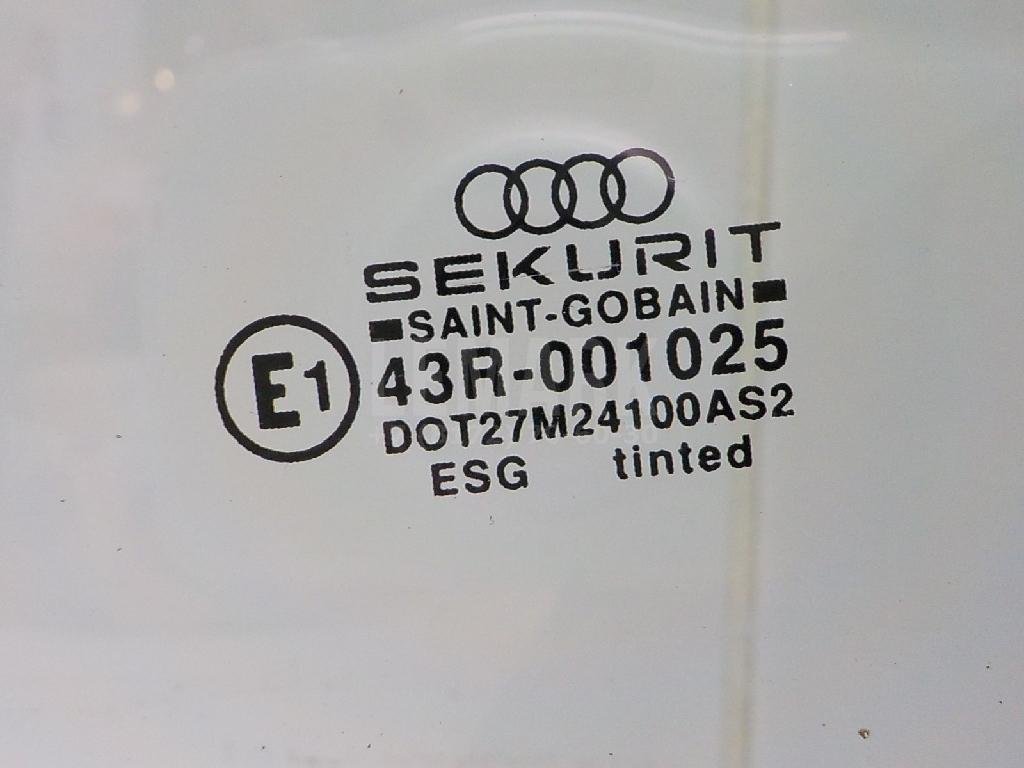 SEKURIT
SAINT-GOBAIN
E1 43R-001025
DOT27M24100AS2
ESG tinted